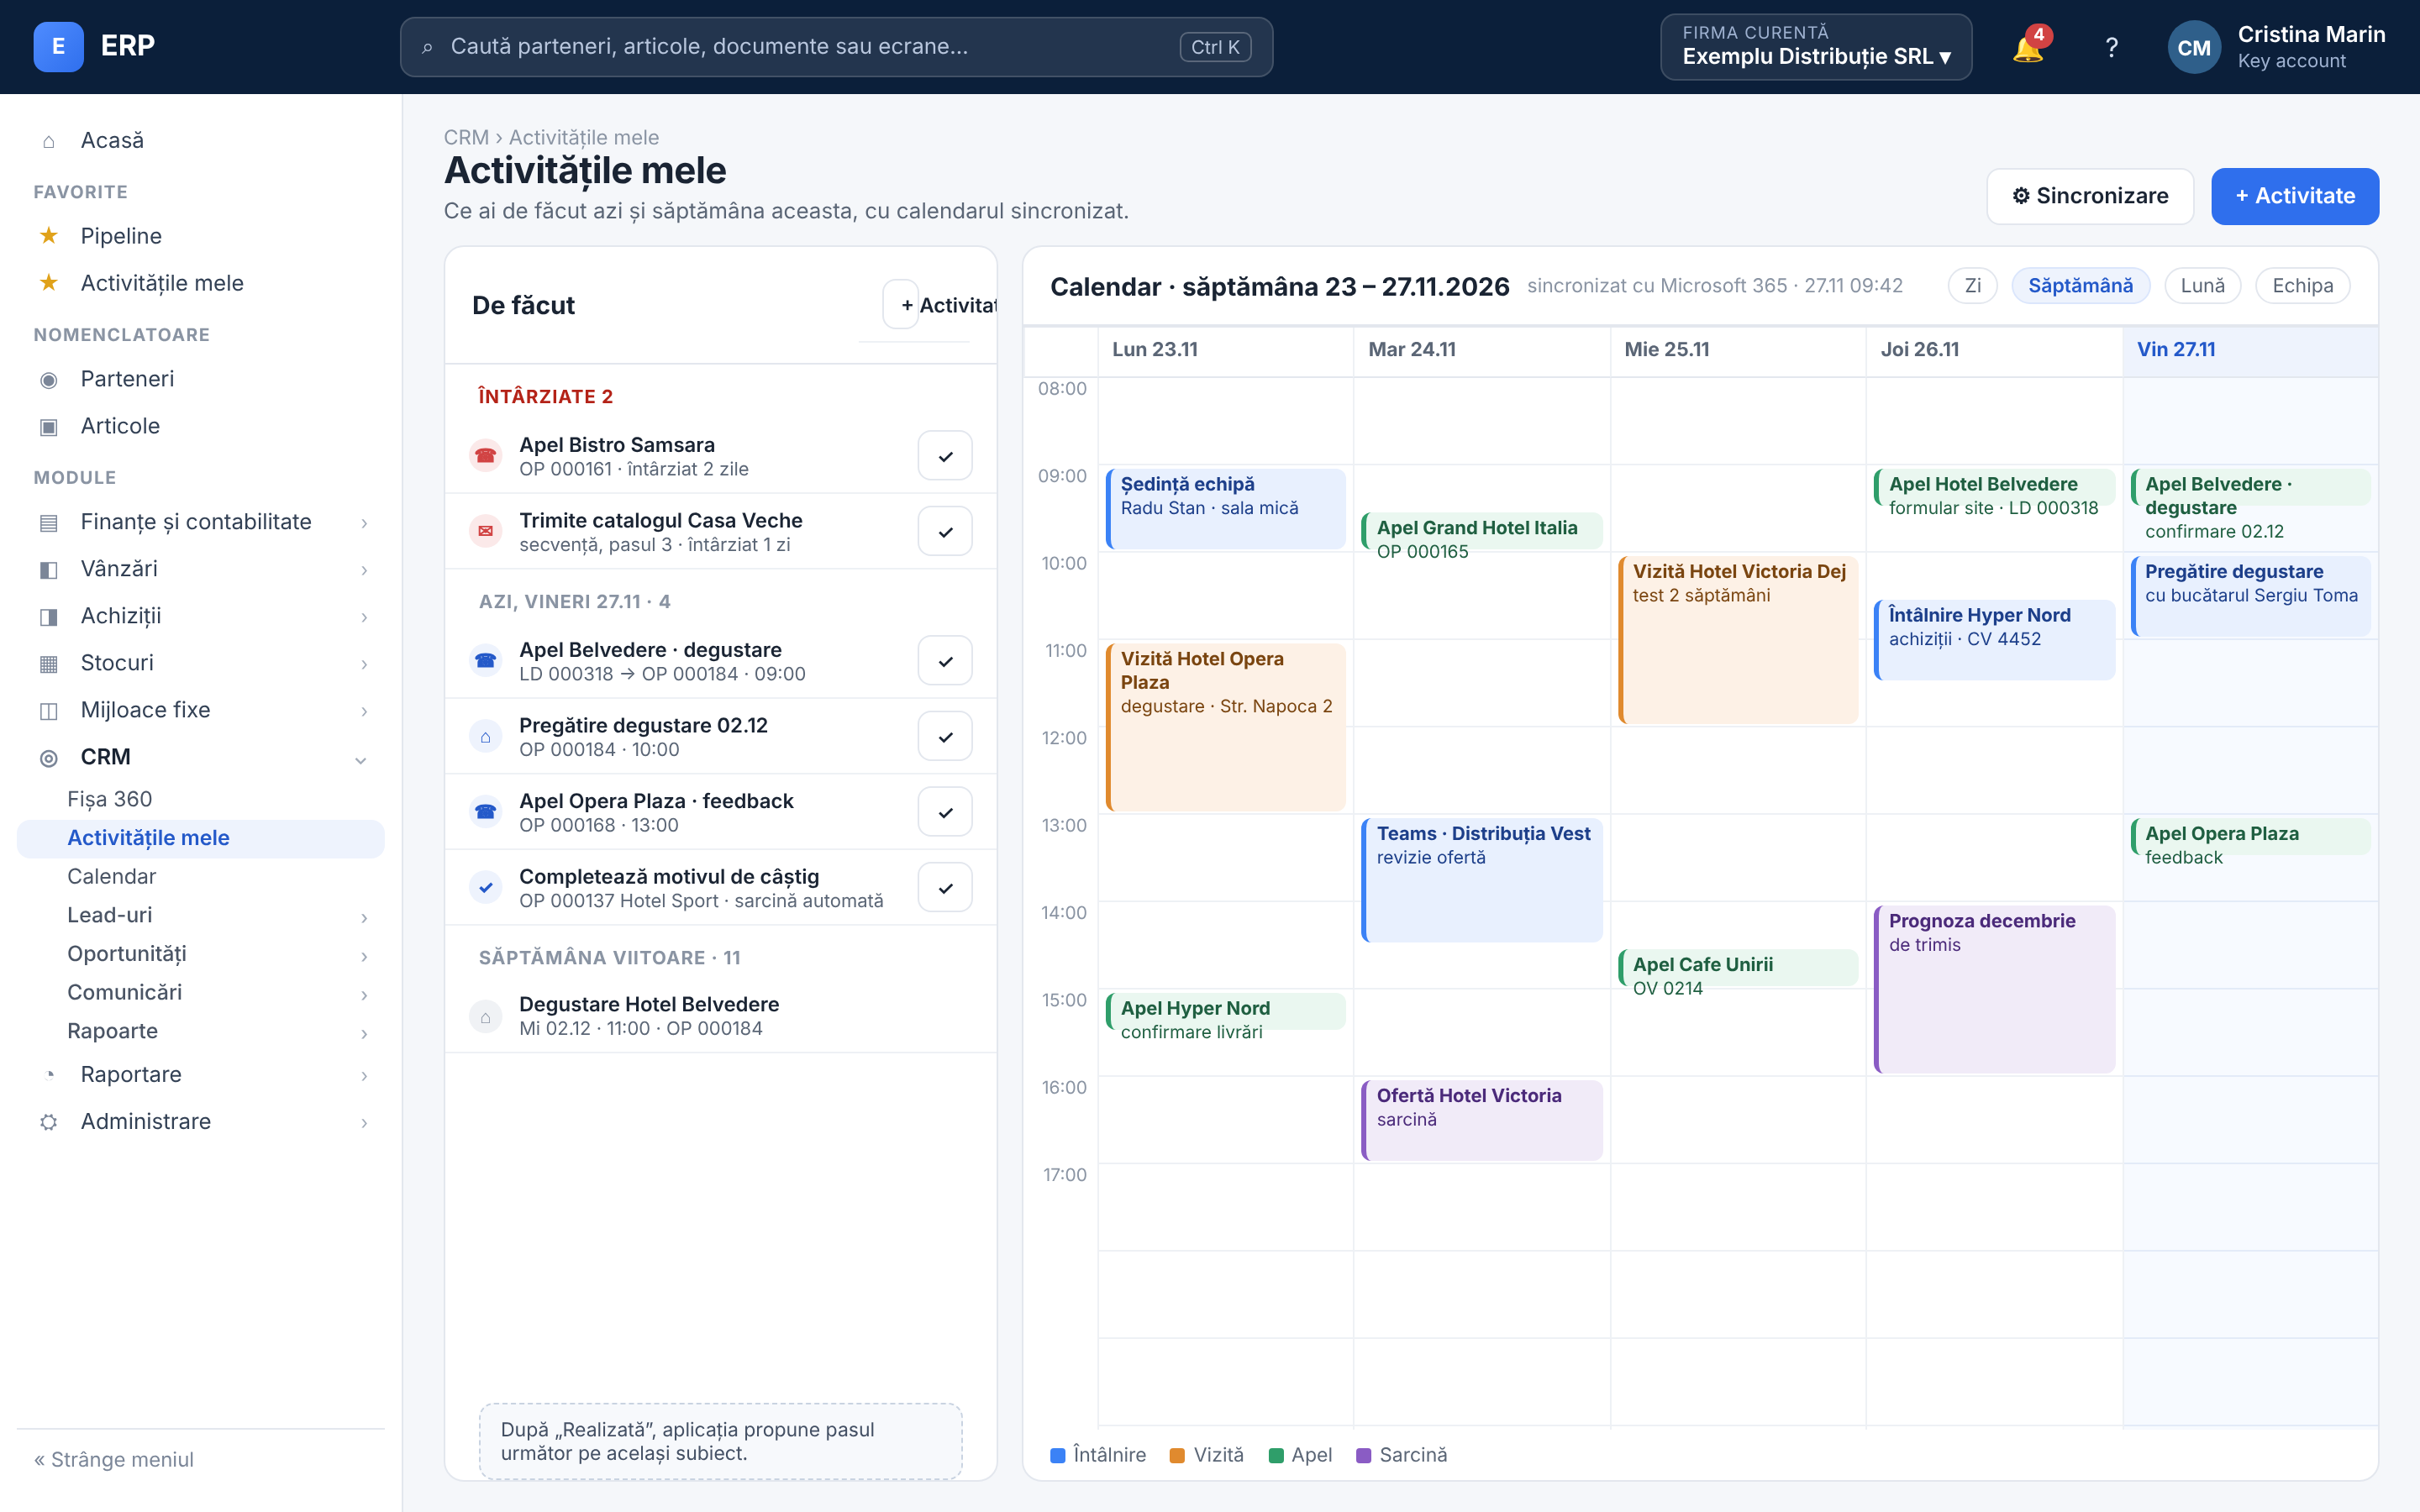 E ERP
Caută parteneri, articole, documente sau ecrane...
Ctrl K
FIRMA CURENTĂ
Exemplu Distribuție SRL ▾
4
?
CM
Cristina Marin
Key account
Acasă
FAVORITE
Pipeline
Activitățile mele
NOMENCLATOARE
Parteneri
Articole
MODULE
Finanțe și contabilitate
Vânzări
Achiziții
Stocuri
Mijloace fixe
CRM
Fișa 360
Activitățile mele
Calendar
Lead-uri
Oportunități
Comunicări
Rapoarte
Raportare
Administrare
« Strânge meniul
CRM › Activitățile mele
Activitățile mele
Ce ai de făcut azi și săptămâna aceasta, cu calendarul sincronizat.
⚙ Sincronizare
+ Activitate
De făcut
+ Activitat
ÎNTÂRZIATE 2
Apel Bistro Samsara
OP 000161 · întârziat 2 zile
Trimite catalogul Casa Veche
secvență, pasul 3 · întârziat 1 zi
AZI, VINERI 27.11 · 4
Apel Belvedere · degustare
LD 000318 → OP 000184 · 09:00
Pregătire degustare 02.12
OP 000184 · 10:00
Apel Opera Plaza · feedback
OP 000168 · 13:00
Completează motivul de câștig
OP 000137 Hotel Sport · sarcină automată
SĂPTĂMÂNA VIITOARE · 11
Degustare Hotel Belvedere
Mi 02.12 · 11:00 · OP 000184
După „Realizată”, aplicația propune pasul
următor pe același subiect.
Calendar · săptămâna 23 – 27.11.2026
sincronizat cu Microsoft 365 · 27.11 09:42
Zi
Săptămână
Lună
Echipa
Lun 23.11
Mar 24.11
Mie 25.11
Joi 26.11
Vin 27.11
08:00
09:00
10:00
11:00
12:00
13:00
14:00
15:00
16:00
17:00
Ședință echipă
Radu Stan · sala mică
Vizită Hotel Opera
Plaza
degustare · Str. Napoca 2
Apel Hyper Nord
confirmare livrări
Apel Grand Hotel Italia
OP 000165
Teams · Distribuția Vest
revizie ofertă
Ofertă Hotel Victoria
sarcină
Vizită Hotel Victoria Dej
test 2 săptămâni
Apel Cafe Unirii
OV 0214
Apel Hotel Belvedere
formular site · LD 000318
Întâlnire Hyper Nord
achiziții · CV 4452
Prognoza decembrie
de trimis
Apel Belvedere ·
degustare
confirmare 02.12
Pregătire degustare
cu bucătarul Sergiu Toma
Apel Opera Plaza
feedback
Întâlnire
Vizită
Apel
Sarcină